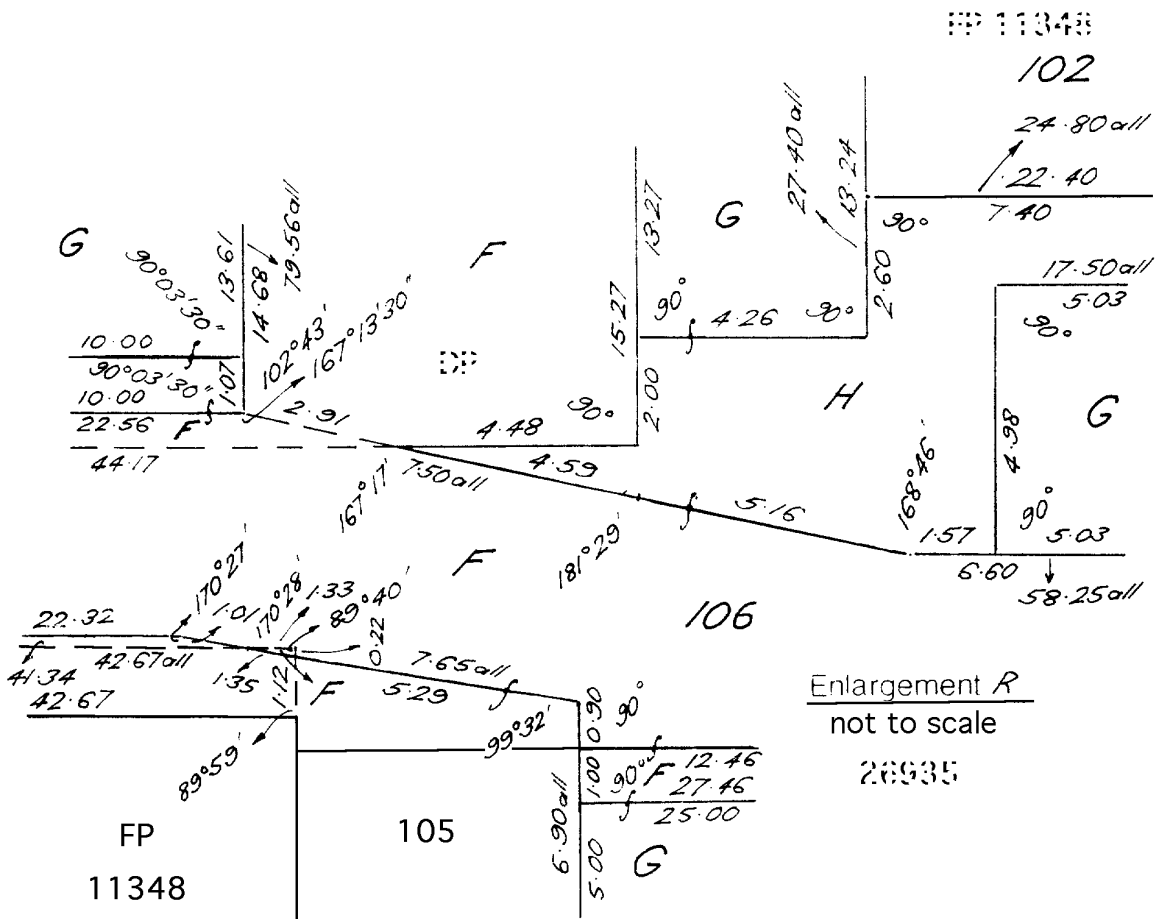 FP 11348
102
24·80 all
22·40
7·40
27·40 all
13·24
90°
2·60
G
13·27
15·27
90°
4·26
90°
2·00
F
G
13·61
14·68
79·56 all
90°03'30"
10·00
90°03'30"
1·07
10·00
22·56
F
44·17
102°43'
167°13'30"
2·91
DP
90°
4·48
7·50 all
4·59
167°17'
H
17·50 all
5·03
90°
G
4·98
168°46'
5·16
90°
1·57
5·03
6·60
58·25 all
181°29'
F
106
170°27'
170°28'
1·33
89°40'
22·32
1·01
0·22
42·67 all
41·34
1·35
7·65 all
1·12
F
5·29
42·67
99°32'
0·90
90°
89°59'
12·46
1·00
90°
F
27·46
25·00
6·90 all
5·00
G
Enlargement R
not to scale
26935
FP
11348
105